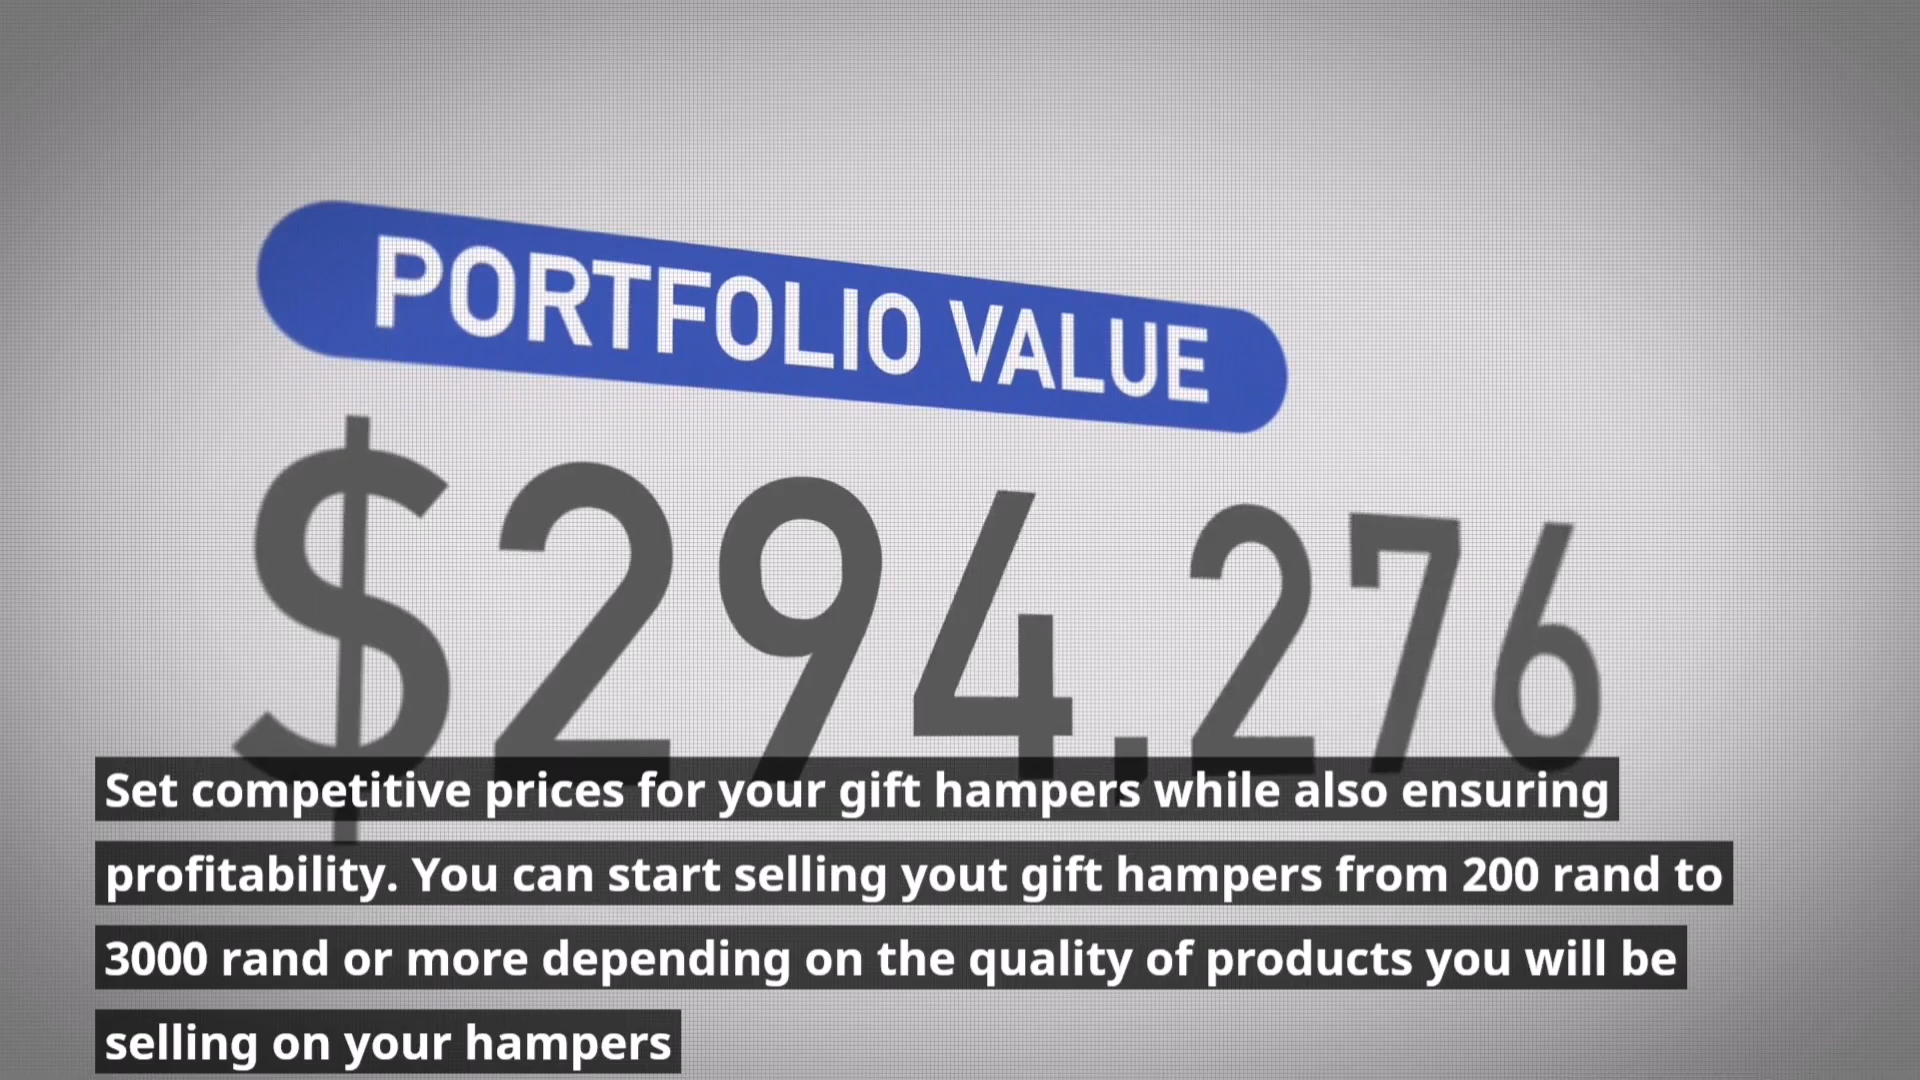 PORTFOLIO VALUE
$294,276
Set competitive prices for your gift hampers while also ensuring
profitability. You can start selling yout gift hampers from 200 rand to
3000 rand or more depending on the quality of products you will be
selling on your hampers